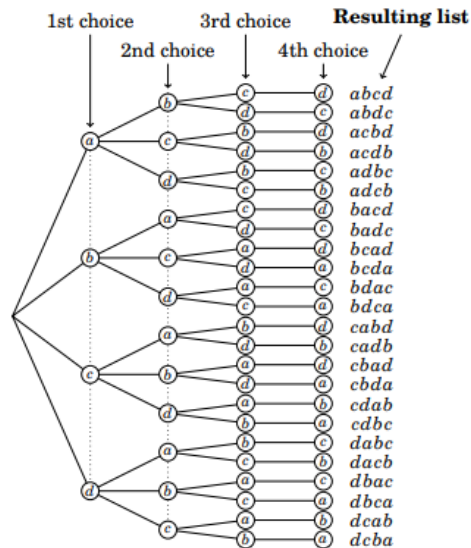 1st choice 3rd choice Resulting list
2nd choice 4th choice
c d abcd
b
d c abdc
b d acbd
a c
d b acdb
b c adbc
d
c b adcb
c d bacd
a
d c badc
a d bcad
b c
d a bcda
a c bdac
d
c a bdca
b d cabd
a
d b cadb
a d cbad
c b
d a cbda
a b cdab
d
b a cdbc
b c dabc
a
c b dacb
a c dbac
d b
c a dbca
a b dcab
c
b a dcba